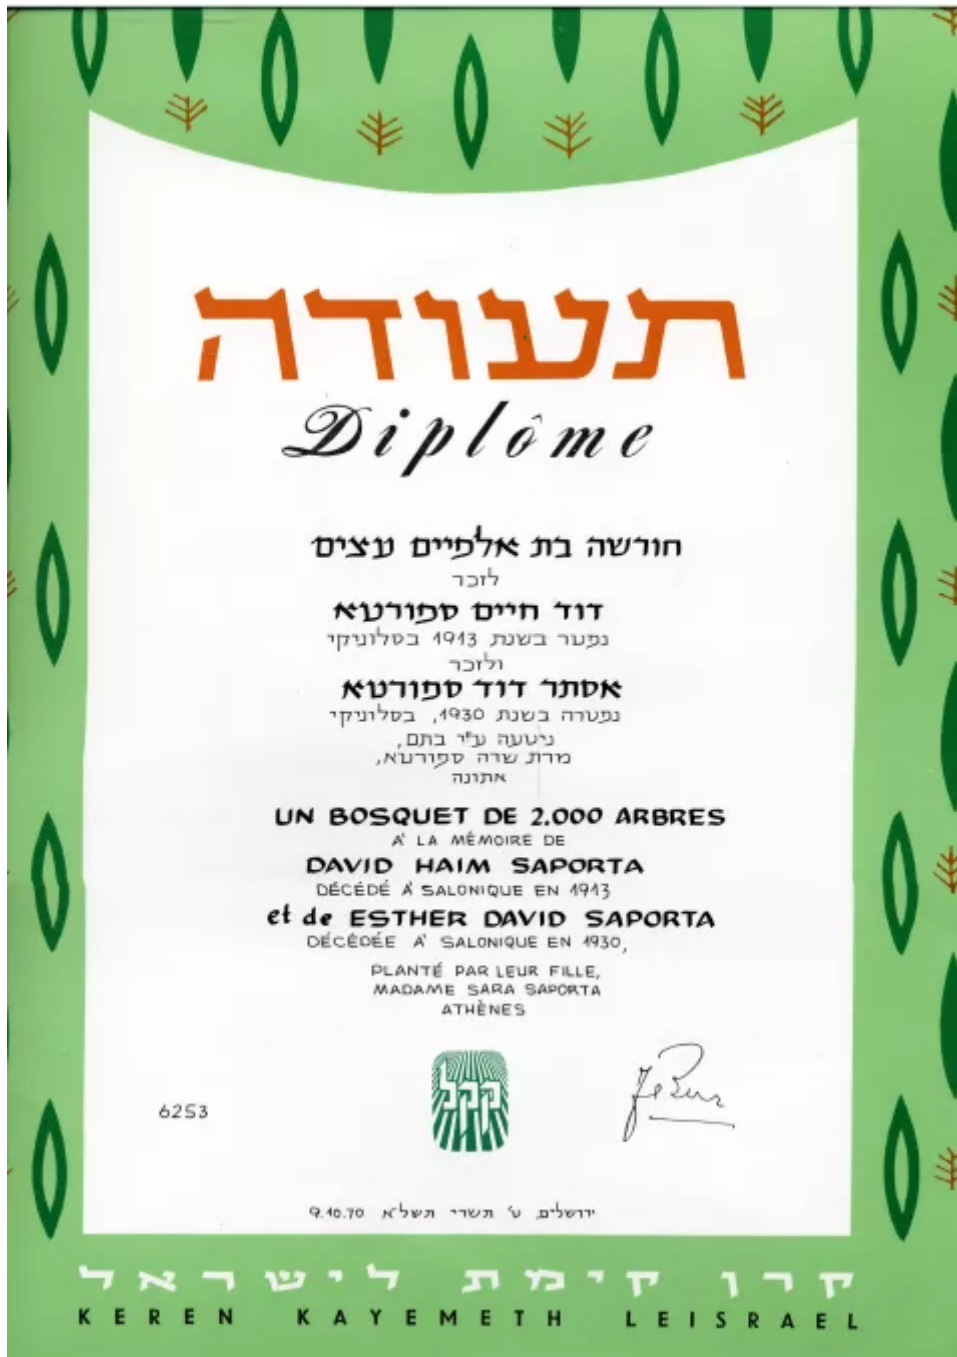 תעודה
Diplôme
חורשה בת אלפיים עצים
לזכר
דוד חיים ספורטא
נפטר בשנת 1913 בסלוניקי
ולזכר
אסתר דוד ספורטא
נפטרה בשנת 1930, בסלוניקי
ניטעה ע"י בתם,
מרת שרה ספורטא,
אתונה
UN BOSQUET DE 2.000 ARBRES
À LA MÉMOIRE DE
DAVID HAIM SAPORTA
DÉCÉDÉ À SALONIQUE EN 1913
et de ESTHER DAVID SAPORTA
DÉCÉDÉE À SALONIQUE EN 1930,
PLANTÉ PAR LEUR FILLE,
MADAME SARA SAPORTA
ATHÈNES
קקל
6253
ירושלים, ט' תשרי תשל"א 9.10.70
קרן קימת לישראל
KEREN KAYEMETH LEISRAEL